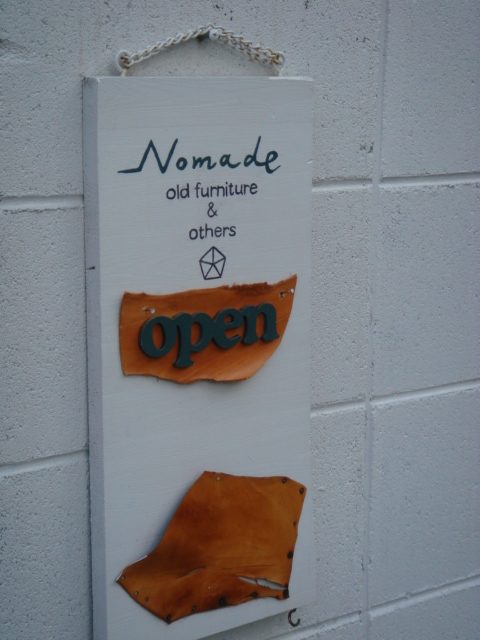 Nomade
old furniture
&
others
open